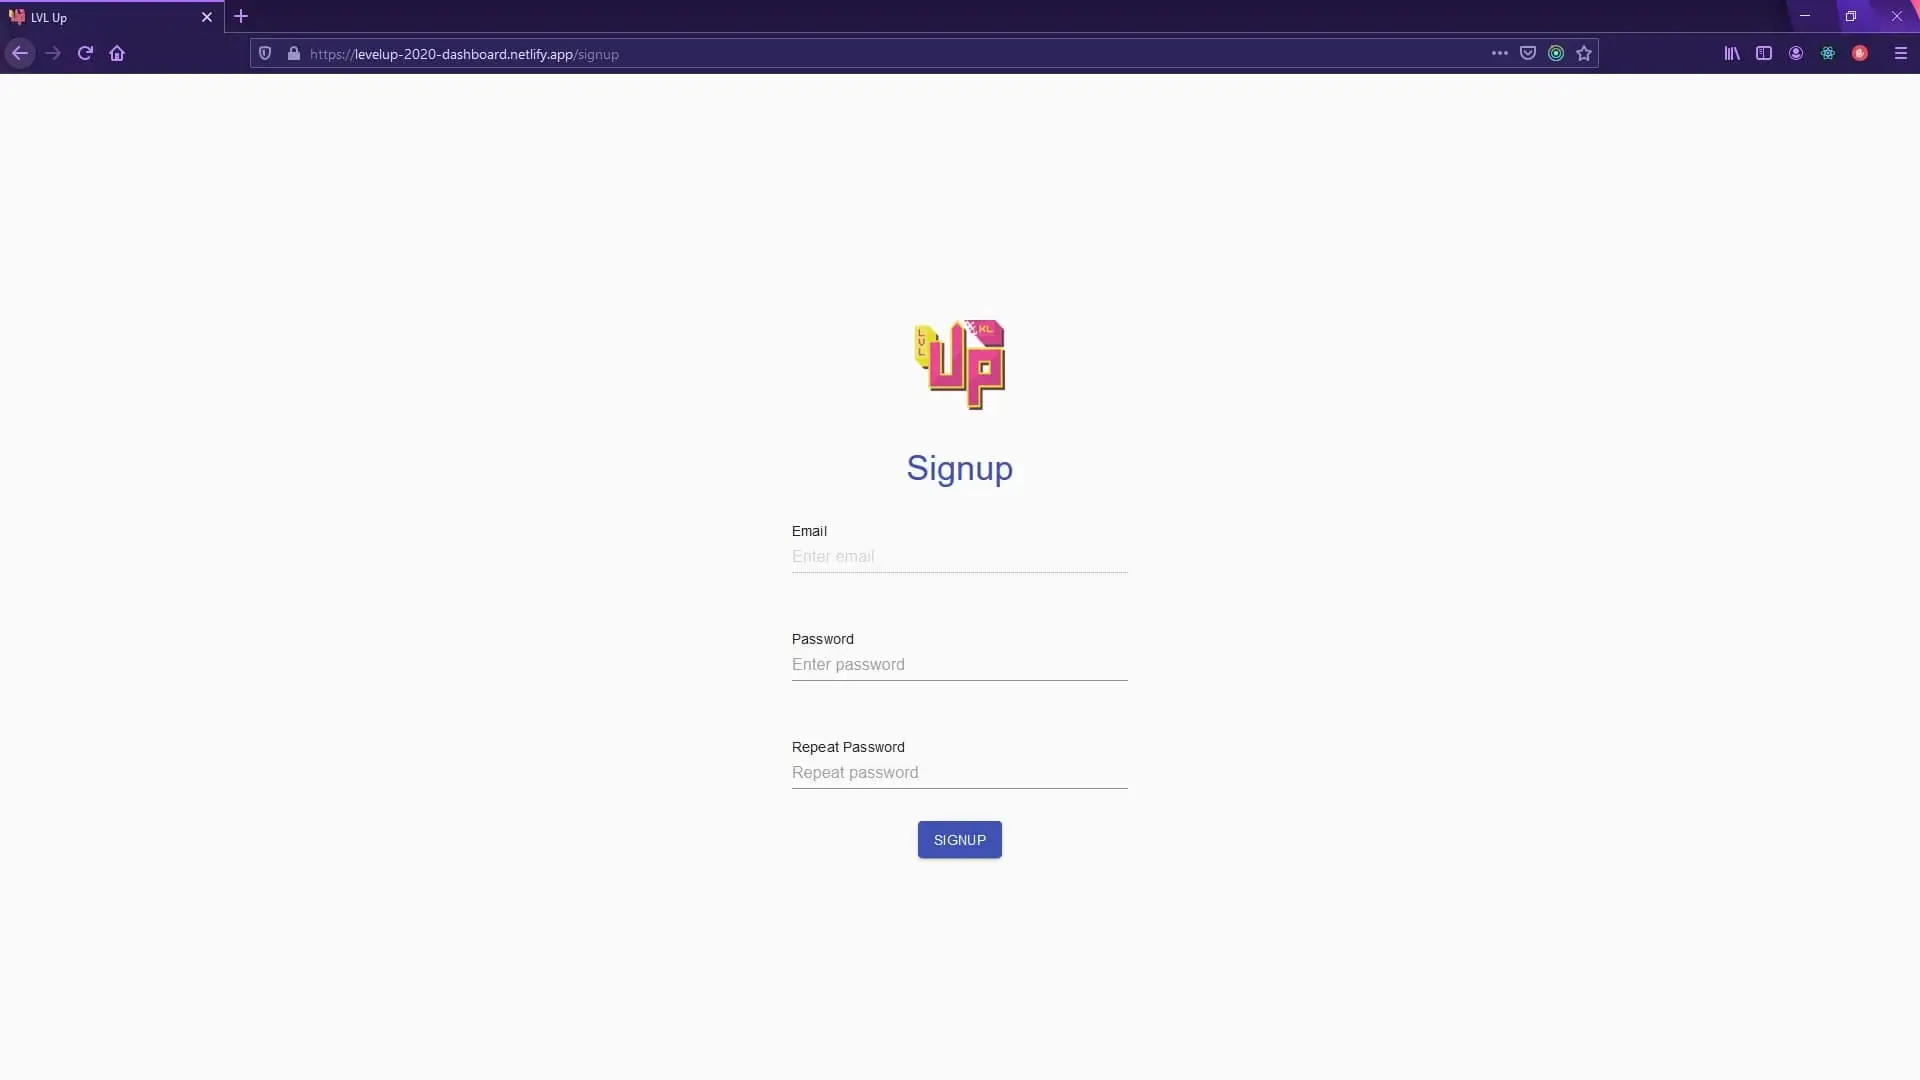 LVL Up
https://levelup-2020-dashboard.netlify.app/signup
LVL
UP
KL
Signup
Email
Enter email
Password
Enter password
Repeat Password
Repeat password
SIGNUP